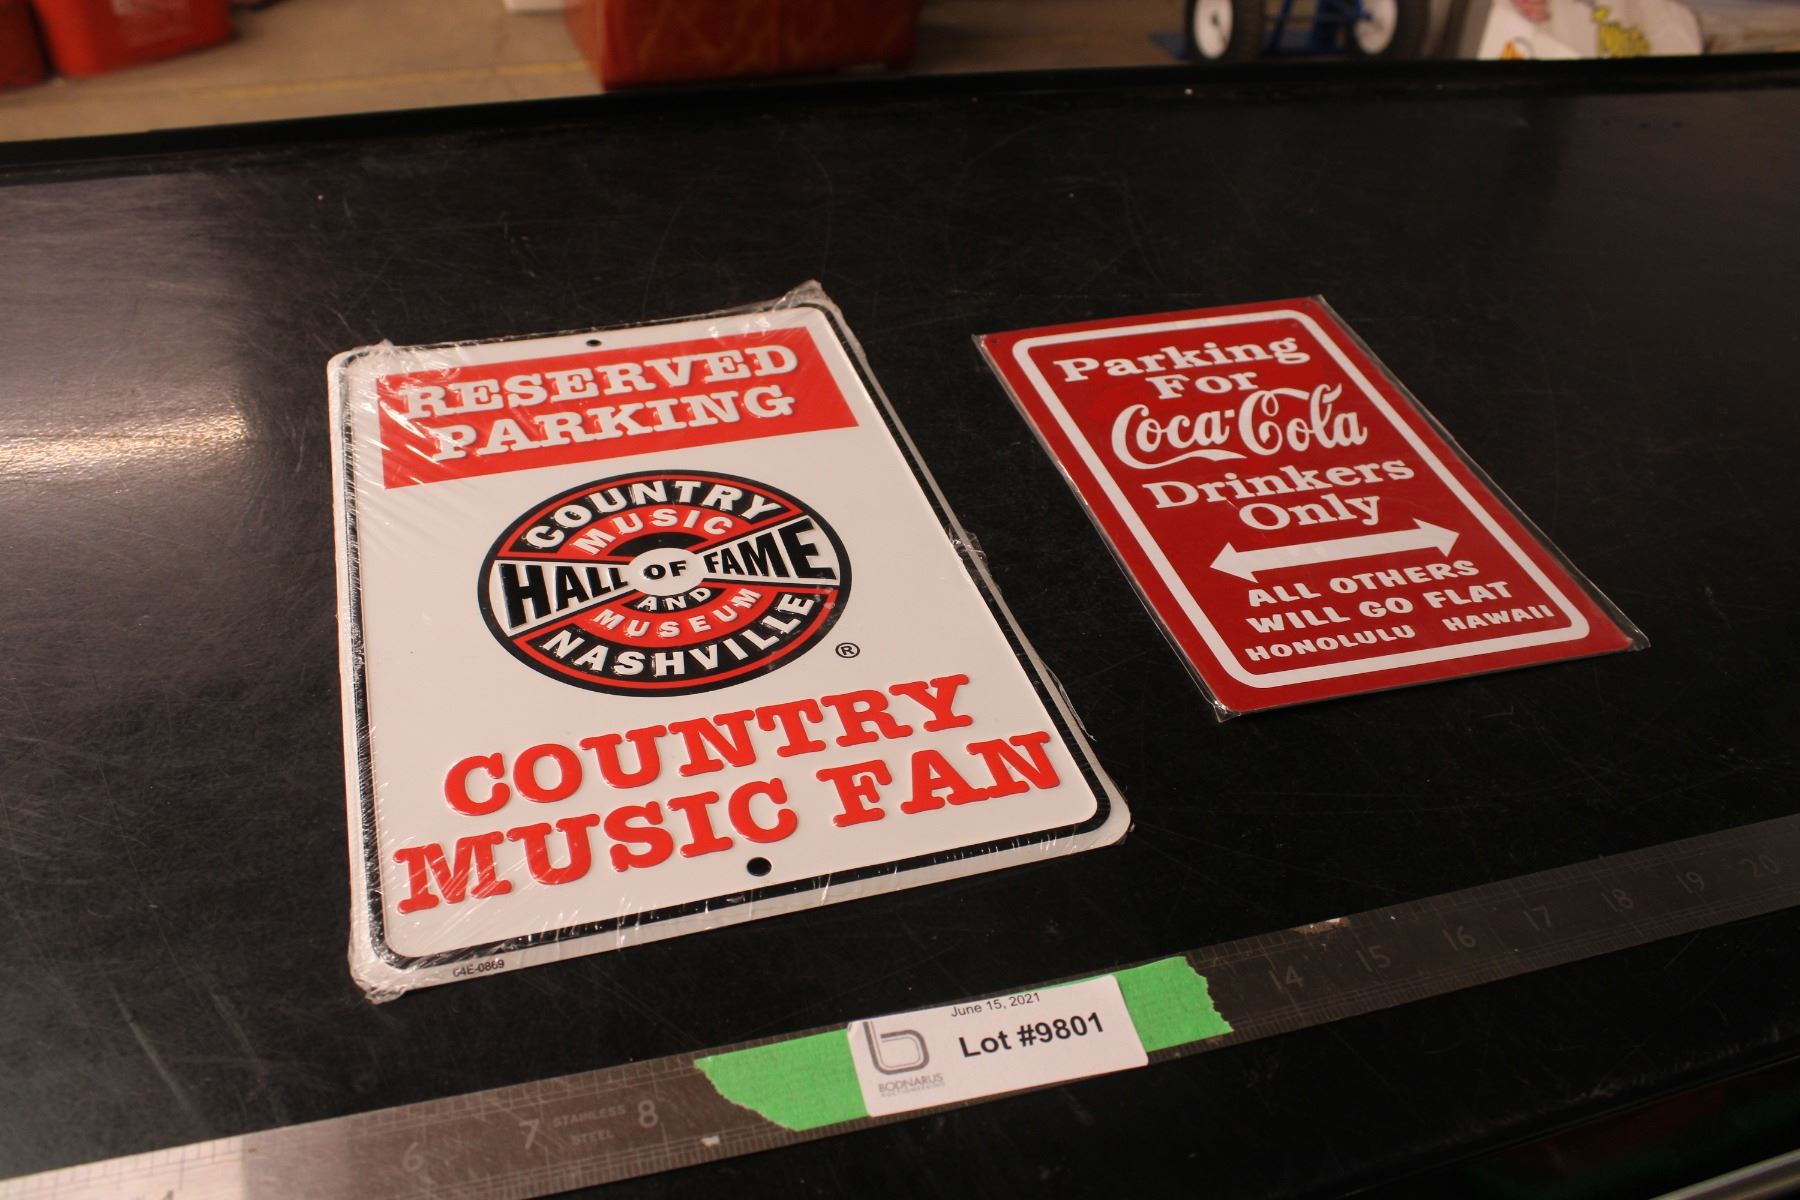 RESERVED
PARKING
COUNTRY
MUSIC
HALL OF FAME
AND
MUSEUM
NASHVILLE
®
COUNTRY
MUSIC FAN
64E-0869
Parking
For
Coca-Cola
Drinkers
Only
ALL OTHERS
WILL GO FLAT
HONOLULU HAWAII
June 15, 2021
Lot #9801
BODNARUS
6 7 STAINLESS STEEL 8 14 15 16 17 18 19 20